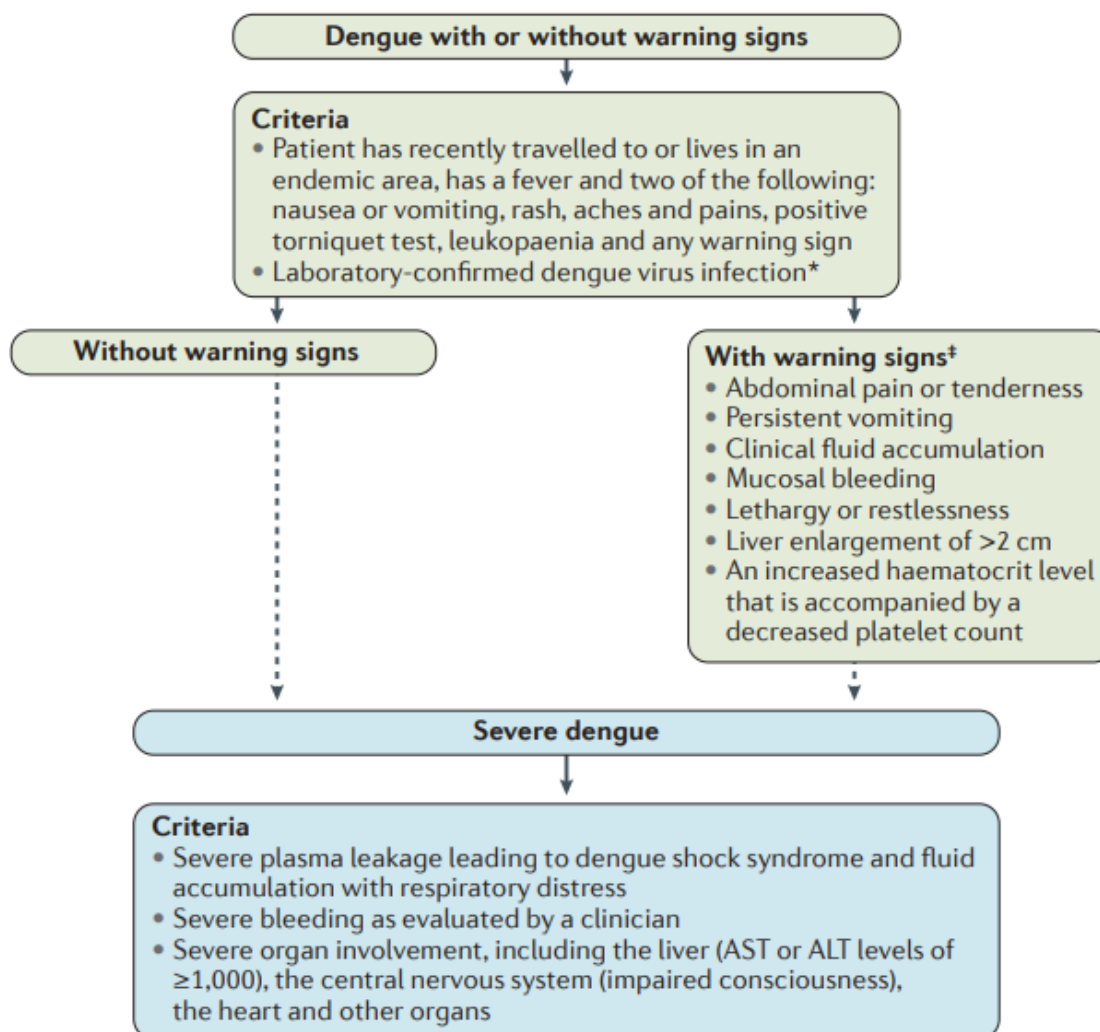 Dengue with or without warning signs
Criteria
• Patient has recently travelled to or lives in an
endemic area, has a fever and two of the following:
nausea or vomiting, rash, aches and pains, positive
torniquet test, leukopaenia and any warning sign
• Laboratory-confirmed dengue virus infection*
Without warning signs
With warning signs‡
• Abdominal pain or tenderness
• Persistent vomiting
• Clinical fluid accumulation
• Mucosal bleeding
• Lethargy or restlessness
• Liver enlargement of >2 cm
• An increased haematocrit level
that is accompanied by a
decreased platelet count
Severe dengue
Criteria
• Severe plasma leakage leading to dengue shock syndrome and fluid
accumulation with respiratory distress
• Severe bleeding as evaluated by a clinician
• Severe organ involvement, including the liver (AST or ALT levels of
≥1,000), the central nervous system (impaired consciousness),
the heart and other organs